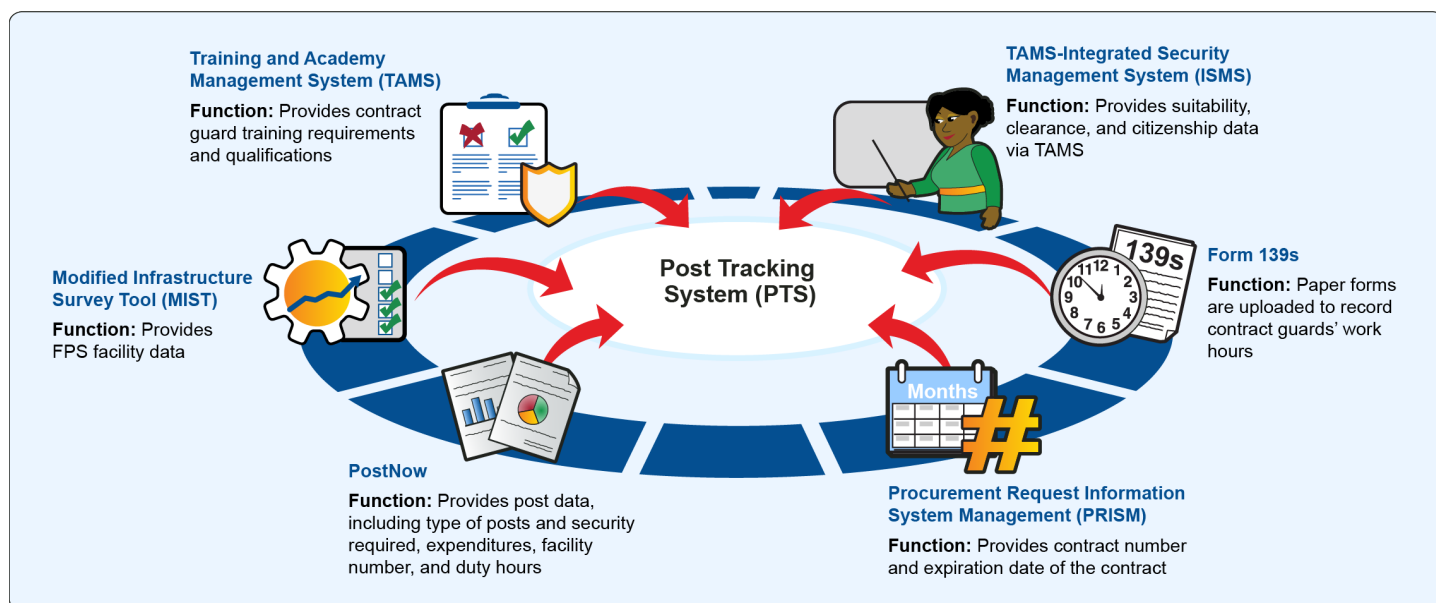 Training and Academy
Management System (TAMS)
Function: Provides contract
guard training requirements
and qualifications
TAMS-Integrated Security
Management System (ISMS)
Function: Provides suitability,
clearance, and citizenship data
via TAMS
Modified Infrastructure
Survey Tool (MIST)
Function: Provides
FPS facility data
Post Tracking
System (PTS)
139s
12
1
2
3
4
5
6
7
8
9
10
11
Form 139s
Function: Paper forms
are uploaded to record
contract guards’ work
hours
PostNow
Function: Provides post data,
including type of posts and security
required, expenditures, facility
number, and duty hours
Months
#
Procurement Request Information
System Management (PRISM)
Function: Provides contract number
and expiration date of the contract